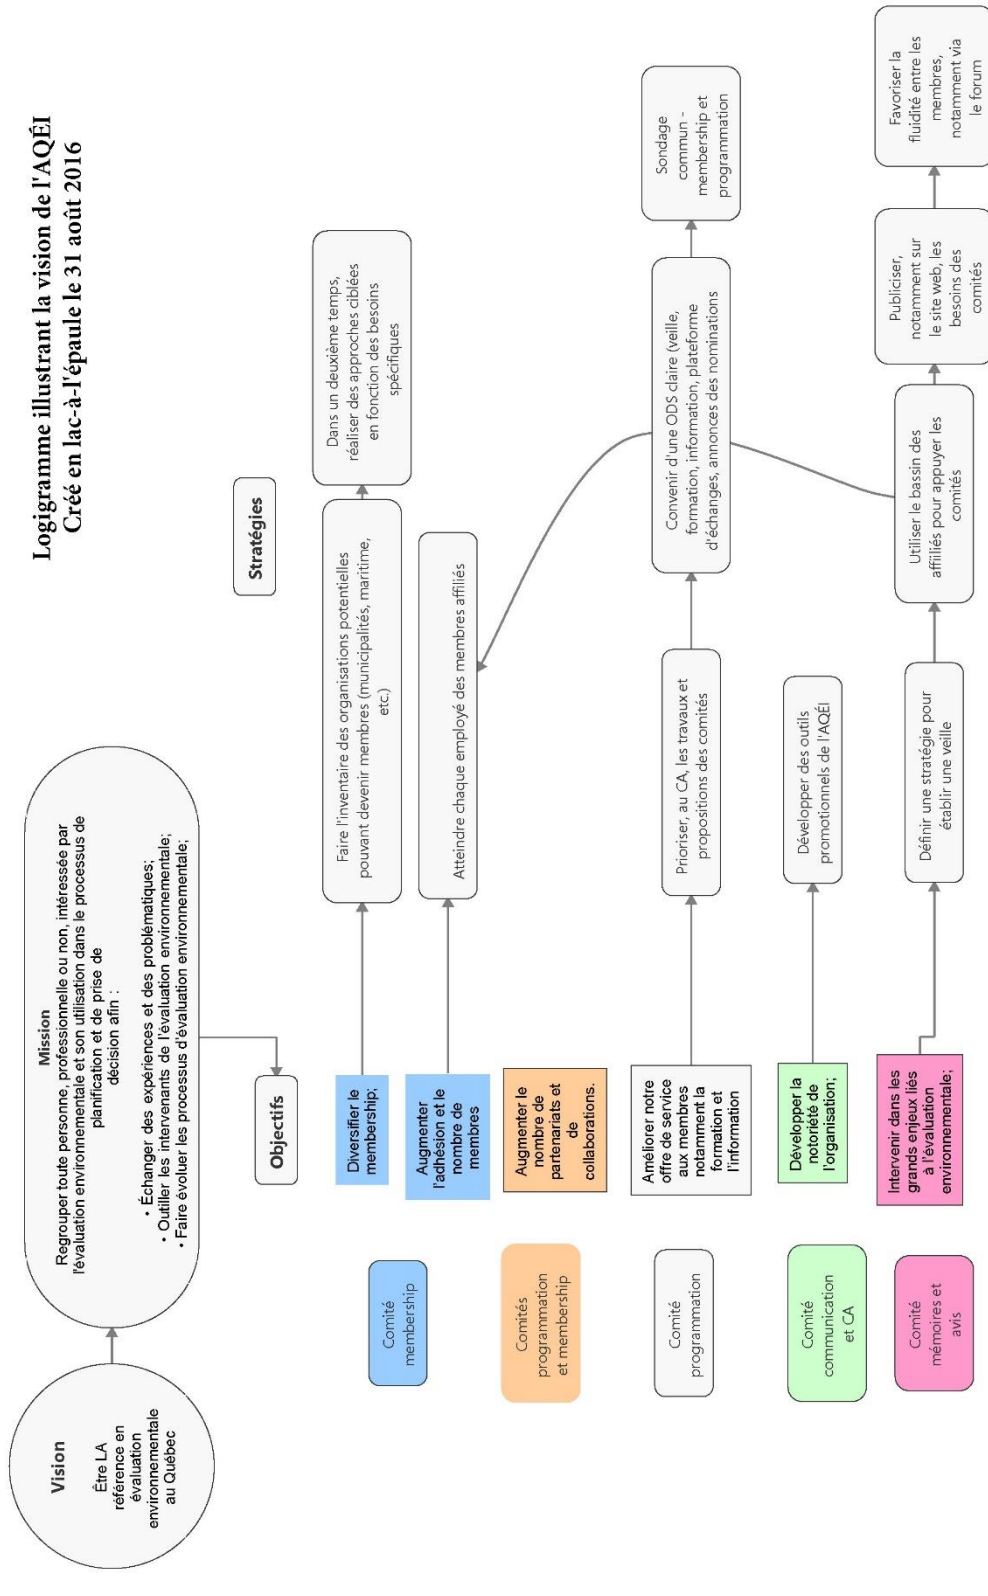 Logigramme illustrant la vision de l'AQÉI
Créé en lac-à-l'épaule le 31 août 2016
Vision
Être LA
référence en
évaluation
environnementale
au Québec
Mission
Regrouper toute personne, professionnelle ou non, intéressée par
l'évaluation environnementale et son utilisation dans le processus de
planification et de prise de
décision afin :
• Échanger des expériences et des problématiques;
• Outiller les intervenants de l'évaluation environnementale;
• Faire évoluer les processus d'évaluation environnementale;
Objectifs
Stratégies
Comité
membership
Diversifier le
membership;
Faire l'inventaire des organisations potentielles
pouvant devenir membres (municipalités, maritime,
etc.)
Dans un deuxième temps,
réaliser des approches ciblées
en fonction des besoins
spécifiques
Augmenter
l'adhésion et le
nombre de
membres
Atteindre chaque employé des membres affiliés
Comités
programmation
et membership
Augmenter le
nombre de
partenariats et
de
collaborations.
Comité
programmation
Améliorer notre
offre de service
aux membres
notamment la
formation et
l'information
Prioriser, au CA, les travaux et
propositions des comités
Convenir d'une ODS claire (veille,
formation, information, plateforme
d'échanges, annonces des nominations
Sondage
commun -
membership et
programmation
Comité
communication
et CA
Développer la
notoriété de
l'organisation;
Développer des outils
promotionnels de l'AQÉI
Comité
mémoires et
avis
Intervenir dans les
grands enjeux liés
à l'évaluation
environnementale;
Définir une stratégie pour
établir une veille
Utiliser le bassin des
affiliiés pour appuyer les
comités
Publiciser,
notamment sur
le site web, les
besoins des
comités
Favoriser la
fluidité entre les
membres,
notamment via
le forum